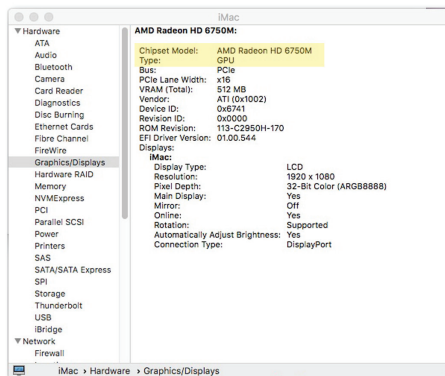 iMac
Hardware
ATA
Audio
Bluetooth
Camera
Card Reader
Diagnostics
Disc Burning
Ethernet Cards
Fibre Channel
FireWire
Graphics/Displays
Hardware RAID
Memory
NVMExpress
PCI
Parallel SCSI
Power
Printers
SAS
SATA/SATA Express
SPI
Storage
Thunderbolt
USB
iBridge
Network
Firewall
AMD Radeon HD 6750M:
Chipset Model: AMD Radeon HD 6750M
Type: GPU
Bus: PCIe
PCIe Lane Width: x16
VRAM (Total): 512 MB
Vendor: ATI (0x1002)
Device ID: 0x6741
Revision ID: 0x0000
ROM Revision: 113-C2950H-170
EFI Driver Version: 01.00.544
Displays:
iMac:
Display Type: LCD
Resolution: 1920 x 1080
Pixel Depth: 32-Bit Color (ARGB8888)
Main Display: Yes
Mirror: Off
Online: Yes
Rotation: Supported
Automatically Adjust Brightness: Yes
Connection Type: DisplayPort
iMac › Hardware › Graphics/Displays